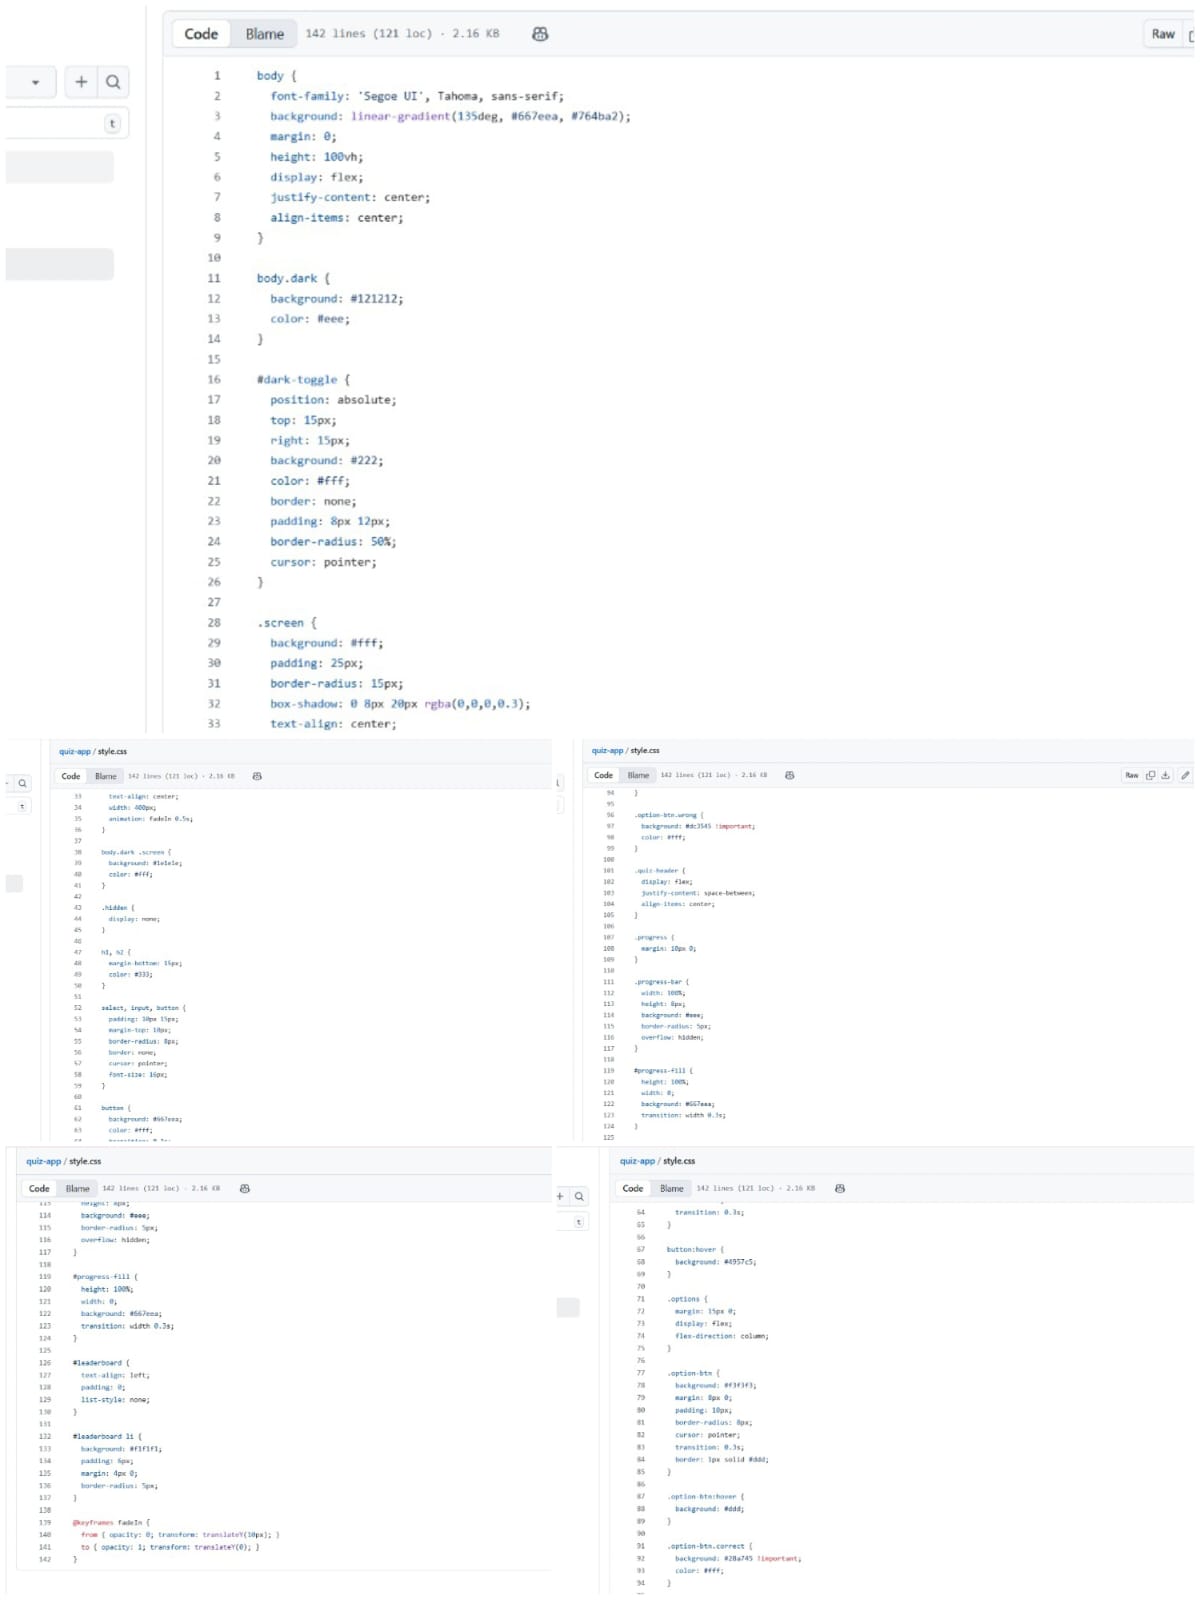 Code Blame 142 lines (121 loc) · 2.16 KB
Raw
t
1 body {
2 font-family: 'Segoe UI', Tahoma, sans-serif;
3 background: linear-gradient(135deg, #667eea, #764ba2);
4 margin: 0;
5 height: 100vh;
6 display: flex;
7 justify-content: center;
8 align-items: center;
9 }
10
11 body.dark {
12 background: #121212;
13 color: #eee;
14 }
15
16 #dark-toggle {
17 position: absolute;
18 top: 15px;
19 right: 15px;
20 background: #222;
21 color: #fff;
22 border: none;
23 padding: 8px 12px;
24 border-radius: 50%;
25 cursor: pointer;
26 }
27
28 .screen {
29 background: #fff;
30 padding: 25px;
31 border-radius: 15px;
32 box-shadow: 0 8px 20px rgba(0,0,0,0.3);
33 text-align: center;
quiz-app / style.css
Code Blame 142 lines (121 loc) · 2.16 KB
t
33 text-align: center;
34 width: 400px;
35 animation: fadeIn 0.5s;
36 }
37
38 body.dark .screen {
39 background: #1e1e1e;
40 color: #fff;
41 }
42
43 .hidden {
44 display: none;
45 }
46
47 h1, h2 {
48 margin-bottom: 15px;
49 color: #333;
50 }
51
52 select, input, button {
53 padding: 10px 15px;
54 margin-top: 10px;
55 border-radius: 8px;
56 border: none;
57 cursor: pointer;
58 font-size: 16px;
59 }
60
61 button {
62 background: #667eea;
63 color: #fff;
quiz-app / style.css
Code Blame 142 lines (121 loc) · 2.16 KB
Raw
94 }
95
96 .option-btn.wrong {
97 background: #dc3545 !important;
98 color: #fff;
99 }
100
101 .quiz-header {
102 display: flex;
103 justify-content: space-between;
104 align-items: center;
105 }
106
107 .progress {
108 margin: 10px 0;
109 }
110
111 .progress-bar {
112 width: 100%;
113 height: 8px;
114 background: #eee;
115 border-radius: 5px;
116 overflow: hidden;
117 }
118
119 #progress-fill {
120 height: 100%;
121 width: 0;
122 background: #667eea;
123 transition: width 0.3s;
124 }
125
quiz-app / style.css
Code Blame 142 lines (121 loc) · 2.16 KB
113 height: 8px;
114 background: #eee;
115 border-radius: 5px;
116 overflow: hidden;
117 }
118
119 #progress-fill {
120 height: 100%;
121 width: 0;
122 background: #667eea;
123 transition: width 0.3s;
124 }
125
126 #leaderboard {
127 text-align: left;
128 padding: 0;
129 list-style: none;
130 }
131
132 #leaderboard li {
133 background: #f1f1f1;
134 padding: 6px;
135 margin: 4px 0;
136 border-radius: 5px;
137 }
138
139 @keyframes fadeIn {
140 from { opacity: 0; transform: translateY(10px); }
141 to { opacity: 1; transform: translateY(0); }
142 }
quiz-app / style.css
Code Blame 142 lines (121 loc) · 2.16 KB
t
64 transition: 0.3s;
65 }
66
67 button:hover {
68 background: #4957c5;
69 }
70
71 .options {
72 margin: 15px 0;
73 display: flex;
74 flex-direction: column;
75 }
76
77 .option-btn {
78 background: #f3f3f3;
79 margin: 8px 0;
80 padding: 10px;
81 border-radius: 8px;
82 cursor: pointer;
83 transition: 0.3s;
84 border: 1px solid #ddd;
85 }
86
87 .option-btn:hover {
88 background: #ddd;
89 }
90
91 .option-btn.correct {
92 background: #28a745 !important;
93 color: #fff;
94 }